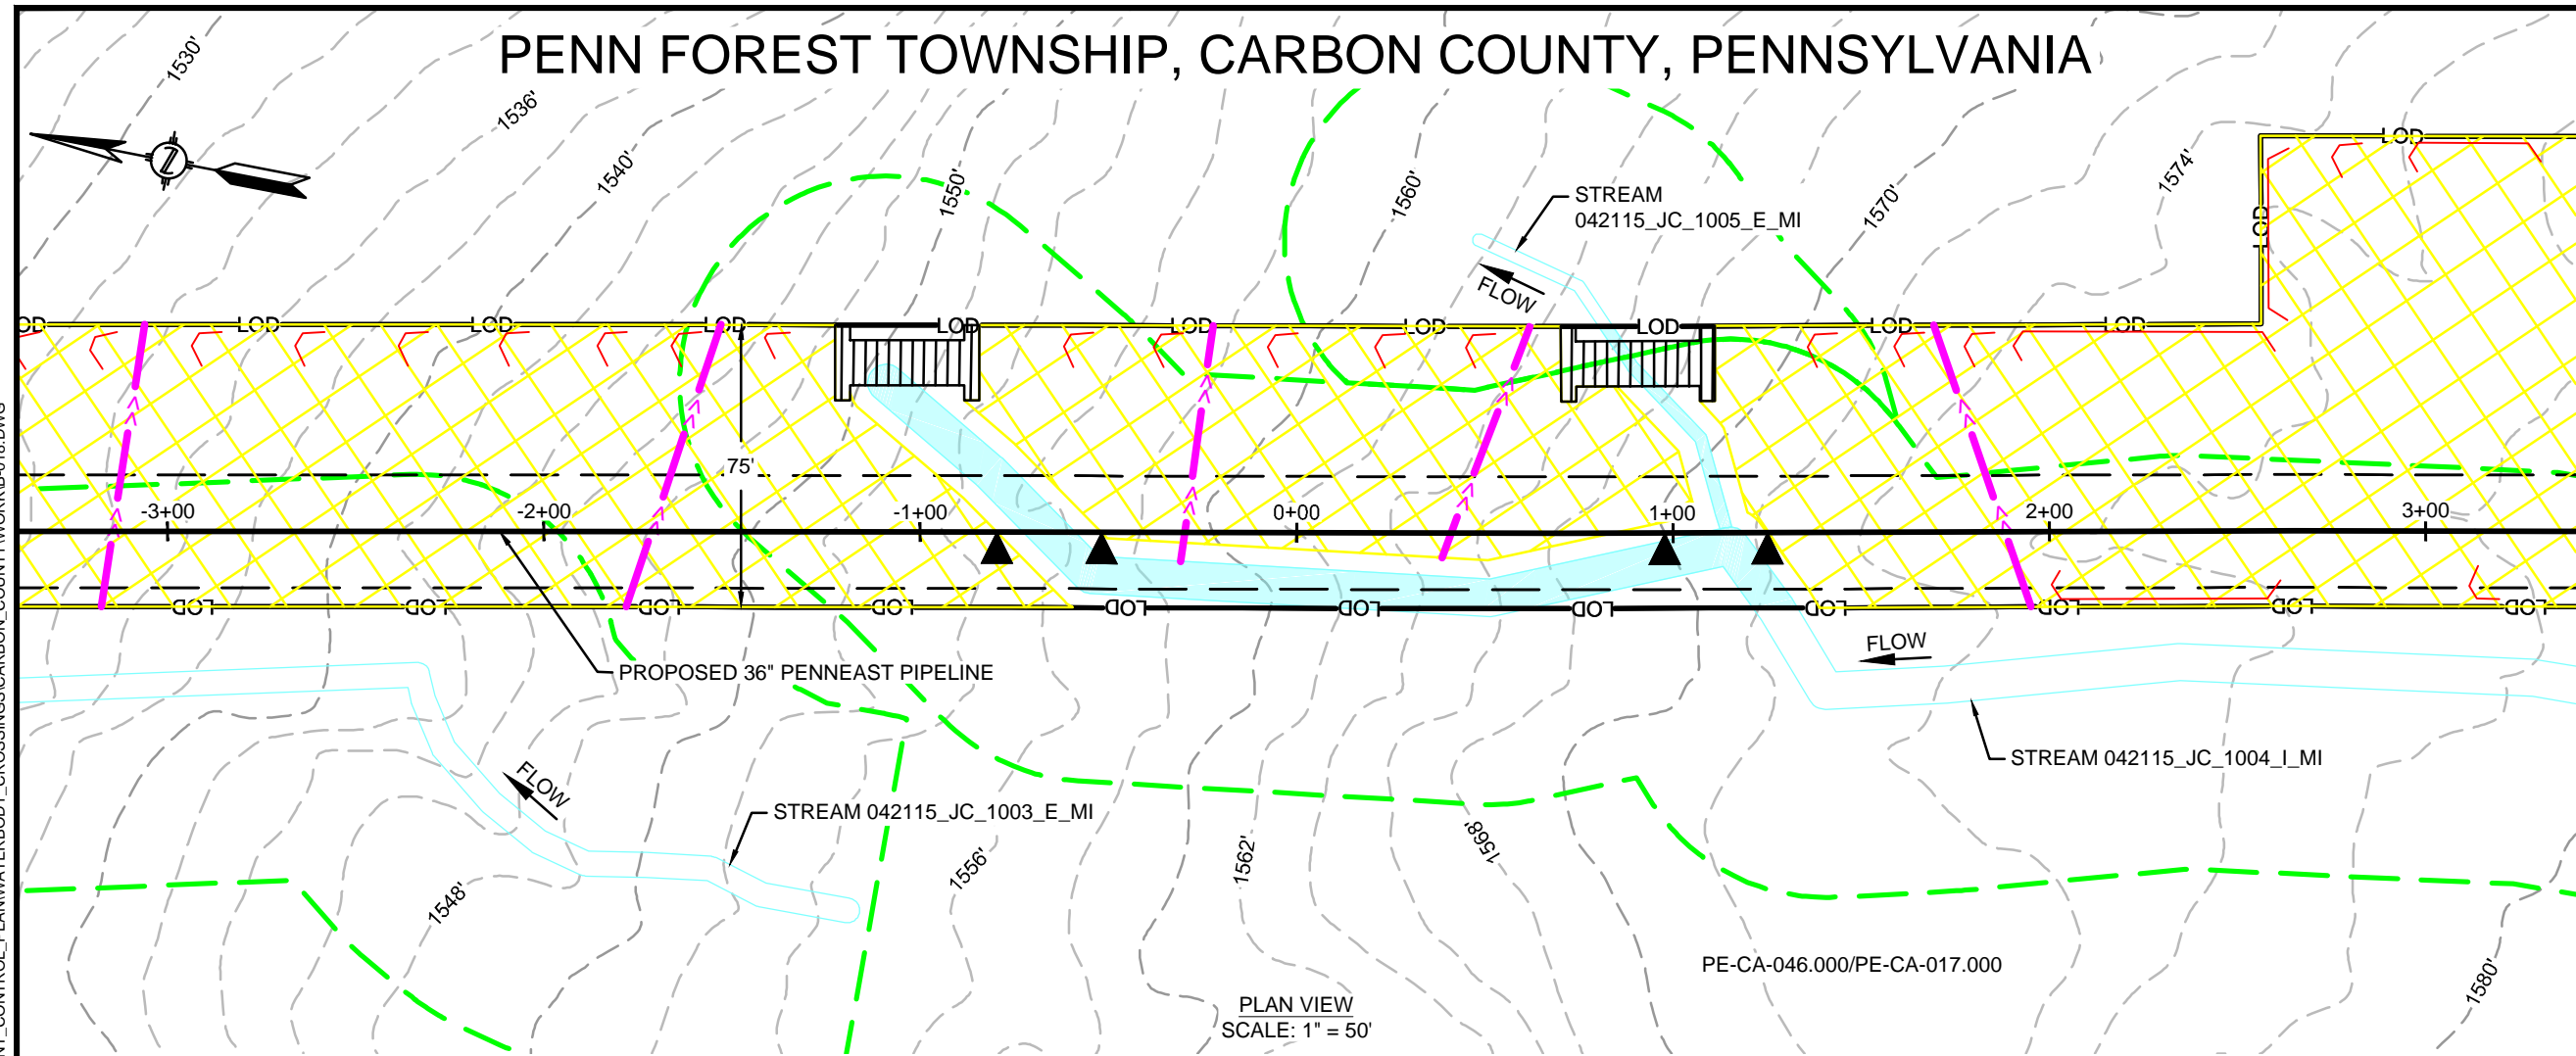 PENN FOREST TOWNSHIP, CARBON COUNTY, PENNSYLVANIA
1530'
1536'
1540'
1550'
1560'
1570'
1574'
STREAM
042115_JC_1005_E_MI
FLOW
LOD
LOD
LOD
LOD
LOD
LOD
LOD
LOD
LOD
LOD
LOD
LOD
75'
-3+00
-2+00
-1+00
0+00
1+00
2+00
3+00
LOD
LOD
LOD
LOD
LOD
LOD
LOD
LOD
LOD
LOD
LOD
FLOW
PROPOSED 36" PENNEAST PIPELINE
STREAM 042115_JC_1004_I_MI
FLOW
STREAM 042115_JC_1003_E_MI
1548'
1556'
1562'
1568'
1580'
PE-CA-046.000/PE-CA-017.000
PLAN VIEW
SCALE: 1" = 50'